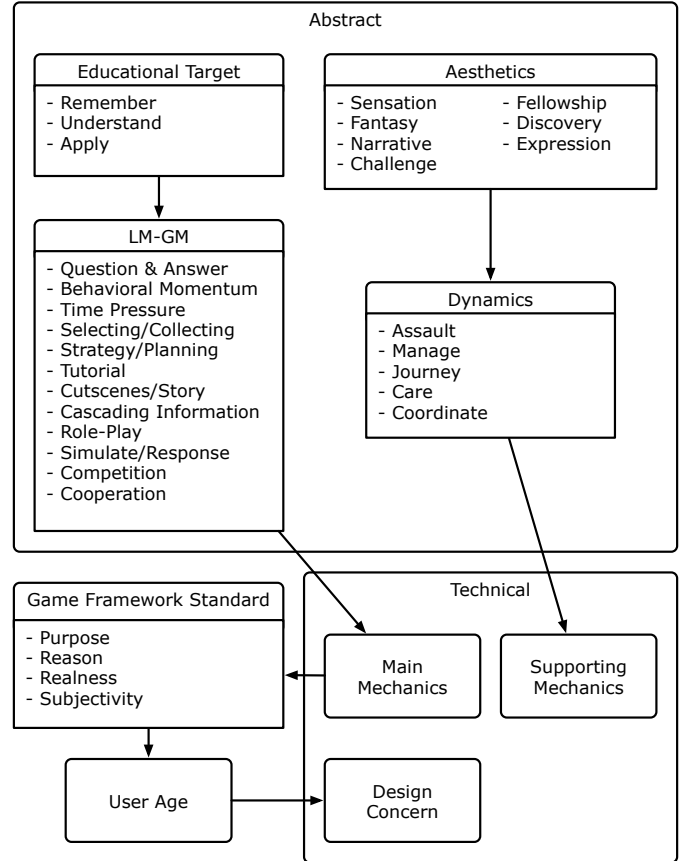 Abstract
Educational Target
- Remember
- Understand
- Apply
Aesthetics
- Sensation
- Fantasy
- Narrative
- Challenge
- Fellowship
- Discovery
- Expression
LM-GM
- Question & Answer
- Behavioral Momentum
- Time Pressure
- Selecting/Collecting
- Strategy/Planning
- Tutorial
- Cutscenes/Story
- Cascading Information
- Role-Play
- Simulate/Response
- Competition
- Cooperation
Dynamics
- Assault
- Manage
- Journey
- Care
- Coordinate
Game Framework Standard
- Purpose
- Reason
- Realness
- Subjectivity
Technical
Main
Mechanics
Supporting
Mechanics
User Age
Design
Concern